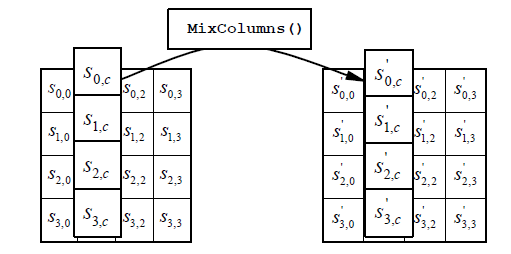 MixColumns()
s0,c s'0,c
s0,0 s0,2 s0,3 s'0,0 s'0,2 s'0,3
s1,c s'1,c
s1,0 s1,2 s1,3 s'1,0 s'1,2 s'1,3
s2,c s'2,c
s2,0 s2,2 s2,3 s'2,0 s'2,2 s'2,3
s3,c s'3,c
s3,0 s3,2 s3,3 s'3,0 s'3,2 s'3,3